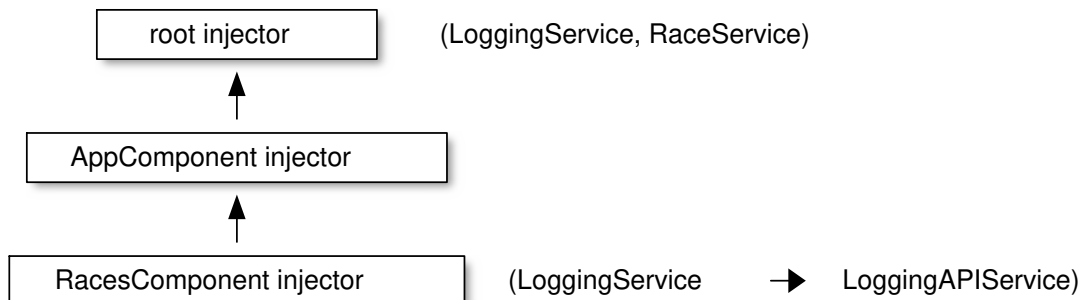 root injector (LoggingService, RaceService)
AppComponent injector
RacesComponent injector (LoggingService → LoggingAPIService)